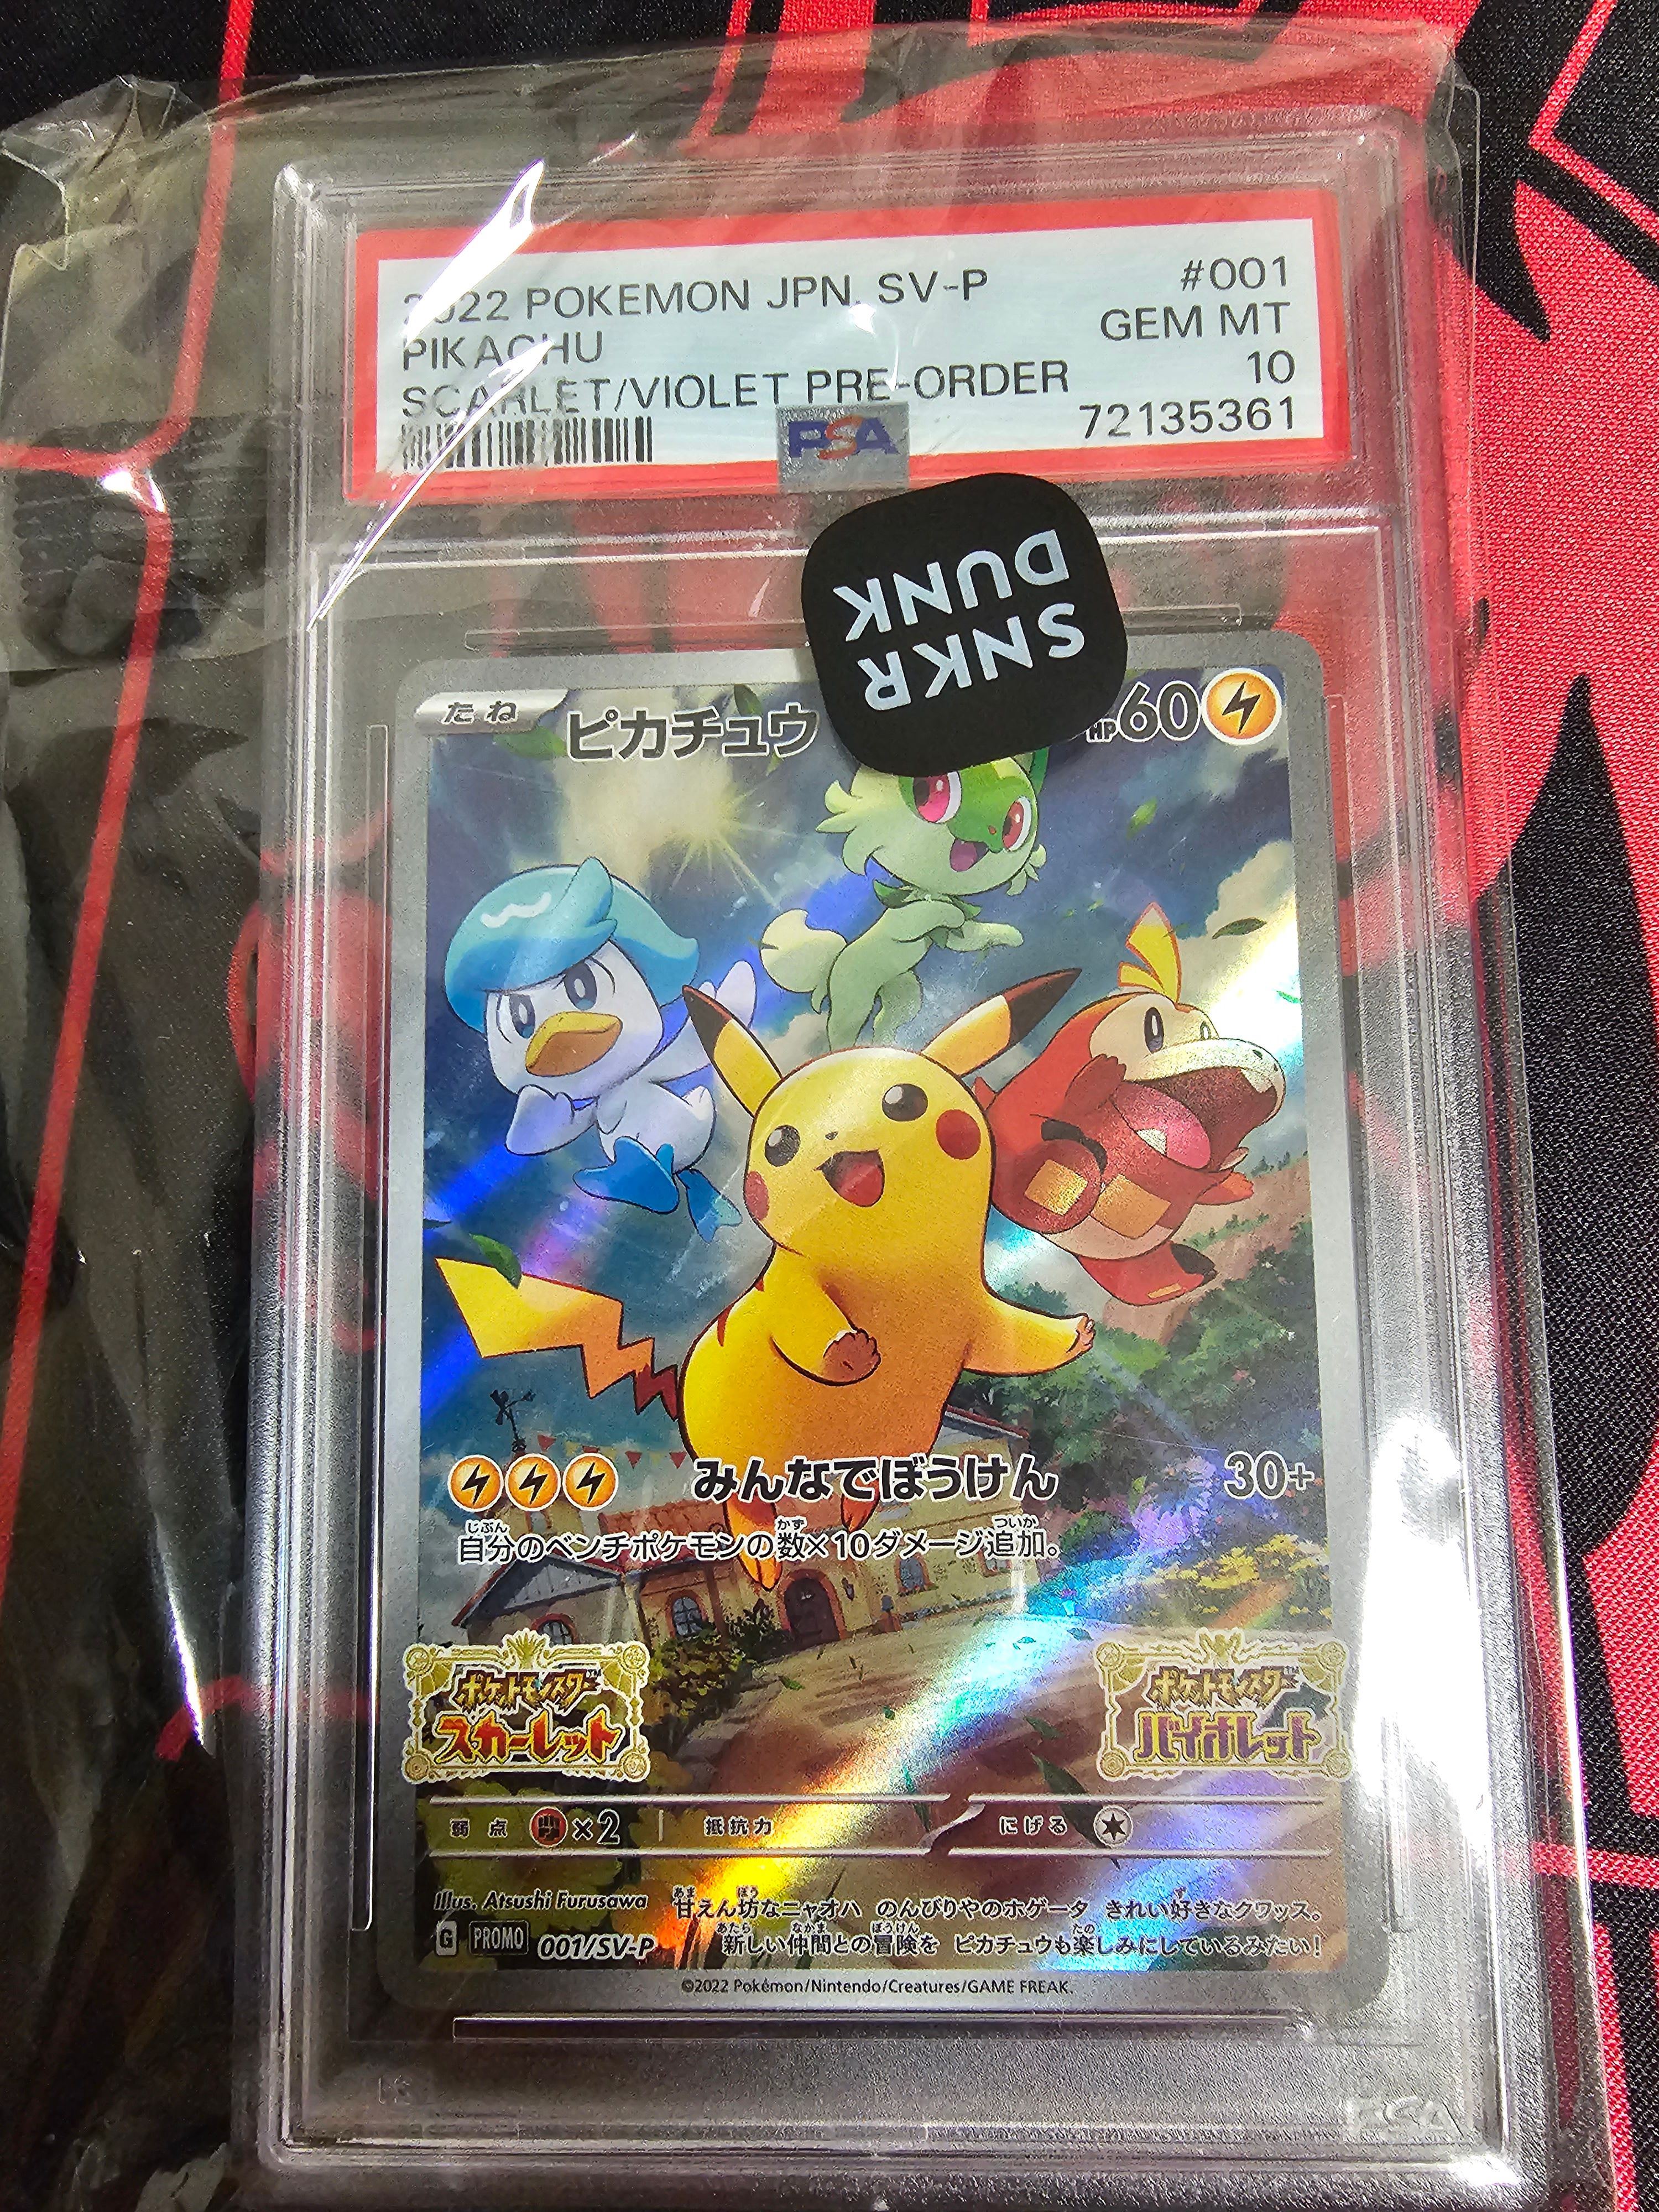 2022 POKEMON JPN. SV-P #001
PIKACHU GEM MT
SCARLET/VIOLET PRE-ORDER 10
72135361
PSA
SNKR
DUNK
たね ピカチュウ HP60
みんなでぼうけん 30+
自分のベンチポケモンの数×10ダメージ追加。
ポケットモンスター
スカーレット
ポケットモンスター
バイオレット
弱点 ×2 抵抗力 にげる
Illus. Atsushi Furusawa
甘えん坊なニャオハ のんびりやのホゲータ きれい好きなクワッス。
新しい仲間との冒険を ピカチュウも楽しみにしているみたい!
G PROMO 001/SV-P
©2022 Pokémon/Nintendo/Creatures/GAME FREAK.
PSA